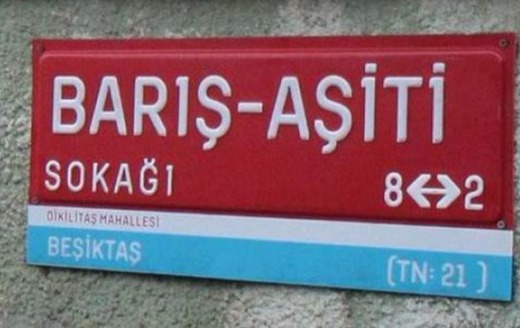 BARIŞ-AŞİTİ
SOKAĞI 8↔2
DİKİLİTAŞ MAHALLESİ
BEŞİKTAŞ (TN: 21 )